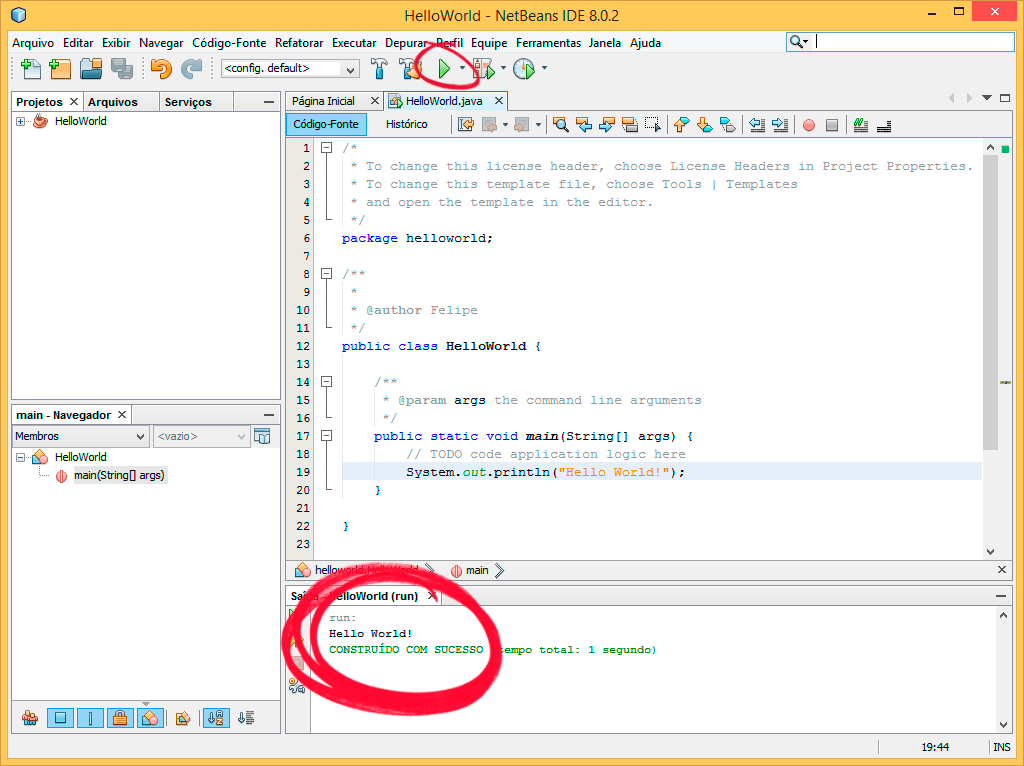 HelloWorld - NetBeans IDE 8.0.2
Arquivo Editar Exibir Navegar Código-Fonte Refatorar Executar Depurar Perfil Equipe Ferramentas Janela Ajuda
<config. default>
Projetos Arquivos Serviços
HelloWorld
Página Inicial HelloWorld.java
Código-Fonte Histórico
1 /*
2 * To change this license header, choose License Headers in Project Properties.
3 * To change this template file, choose Tools | Templates
4 * and open the template in the editor.
5 */
6 package helloworld;
7
8 /**
9 *
10 * @author Felipe
11 */
12 public class HelloWorld {
13
14 /**
15 * @param args the command line arguments
16 */
17 public static void main(String[] args) {
18 // TODO code application logic here
19 System.out.println("Hello World!");
20 }
21
22 }
23
main - Navegador
Membros <vazio>
HelloWorld
main(String[] args)
helloworld.HelloWorld main
Saída - HelloWorld (run)
run:
Hello World!
CONSTRUÍDO COM SUCESSO (tempo total: 1 segundo)
19:44 INS